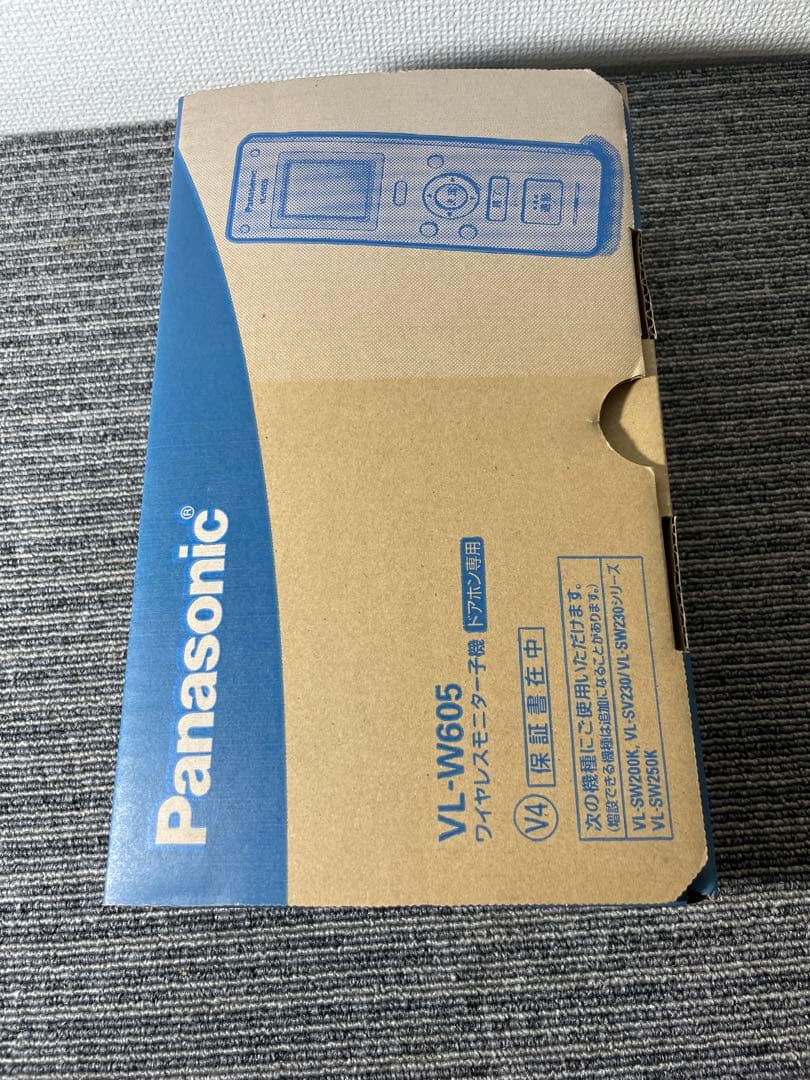 Panasonic®
Panasonic
VL-W605
VL-W605
ワイヤレスモニター子機 ドアホン専用
V4 保証書在中
次の機種にご使用いただけます。
(増設できる機種は追加になることがあります。)
VL-SW200K, VL-SV230/VL-SW230シリーズ
VL-SW250K